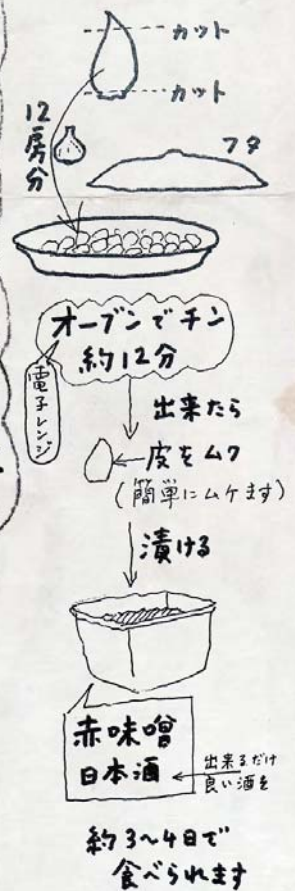 カット
カット
12房分
フタ
オーブンでチン
約12分
電子レンジ
出来たら
皮をムク
(簡単にムケます)
漬ける
赤味噌
日本酒
出来るだけ
良い酒を
約3〜4日で
食べられます